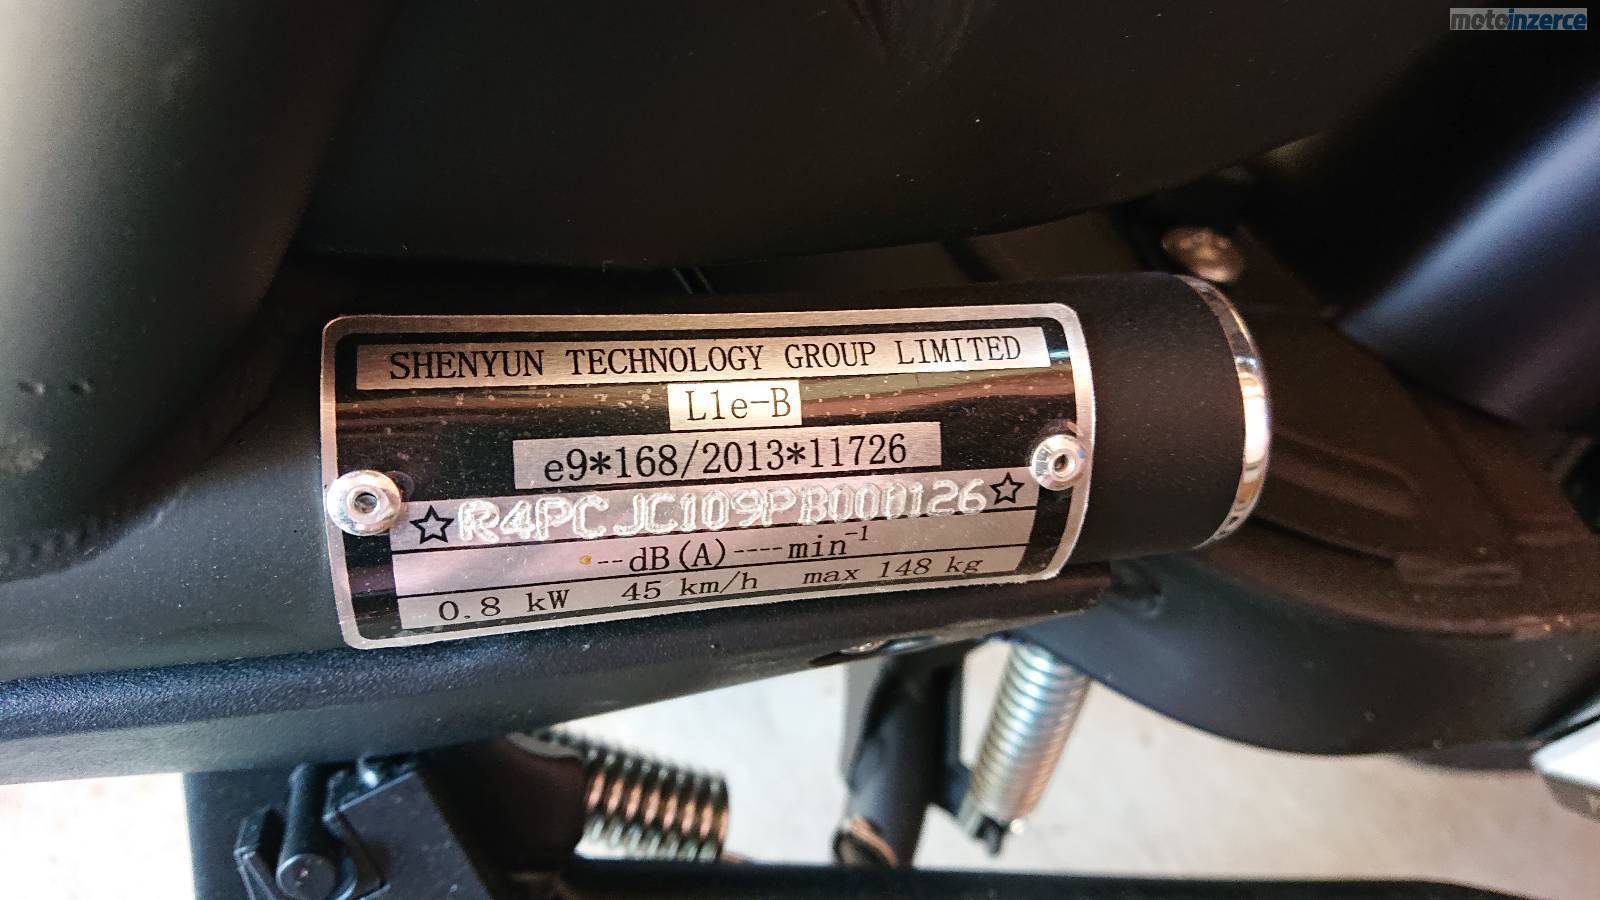 motoinzerce
SHENYUN TECHNOLOGY GROUP LIMITED
L1e-B
e9*168/2013*11726
☆R4PCJC109PB000126☆
--dB(A)----min⁻¹
0.8 kW 45 km/h max 148 kg